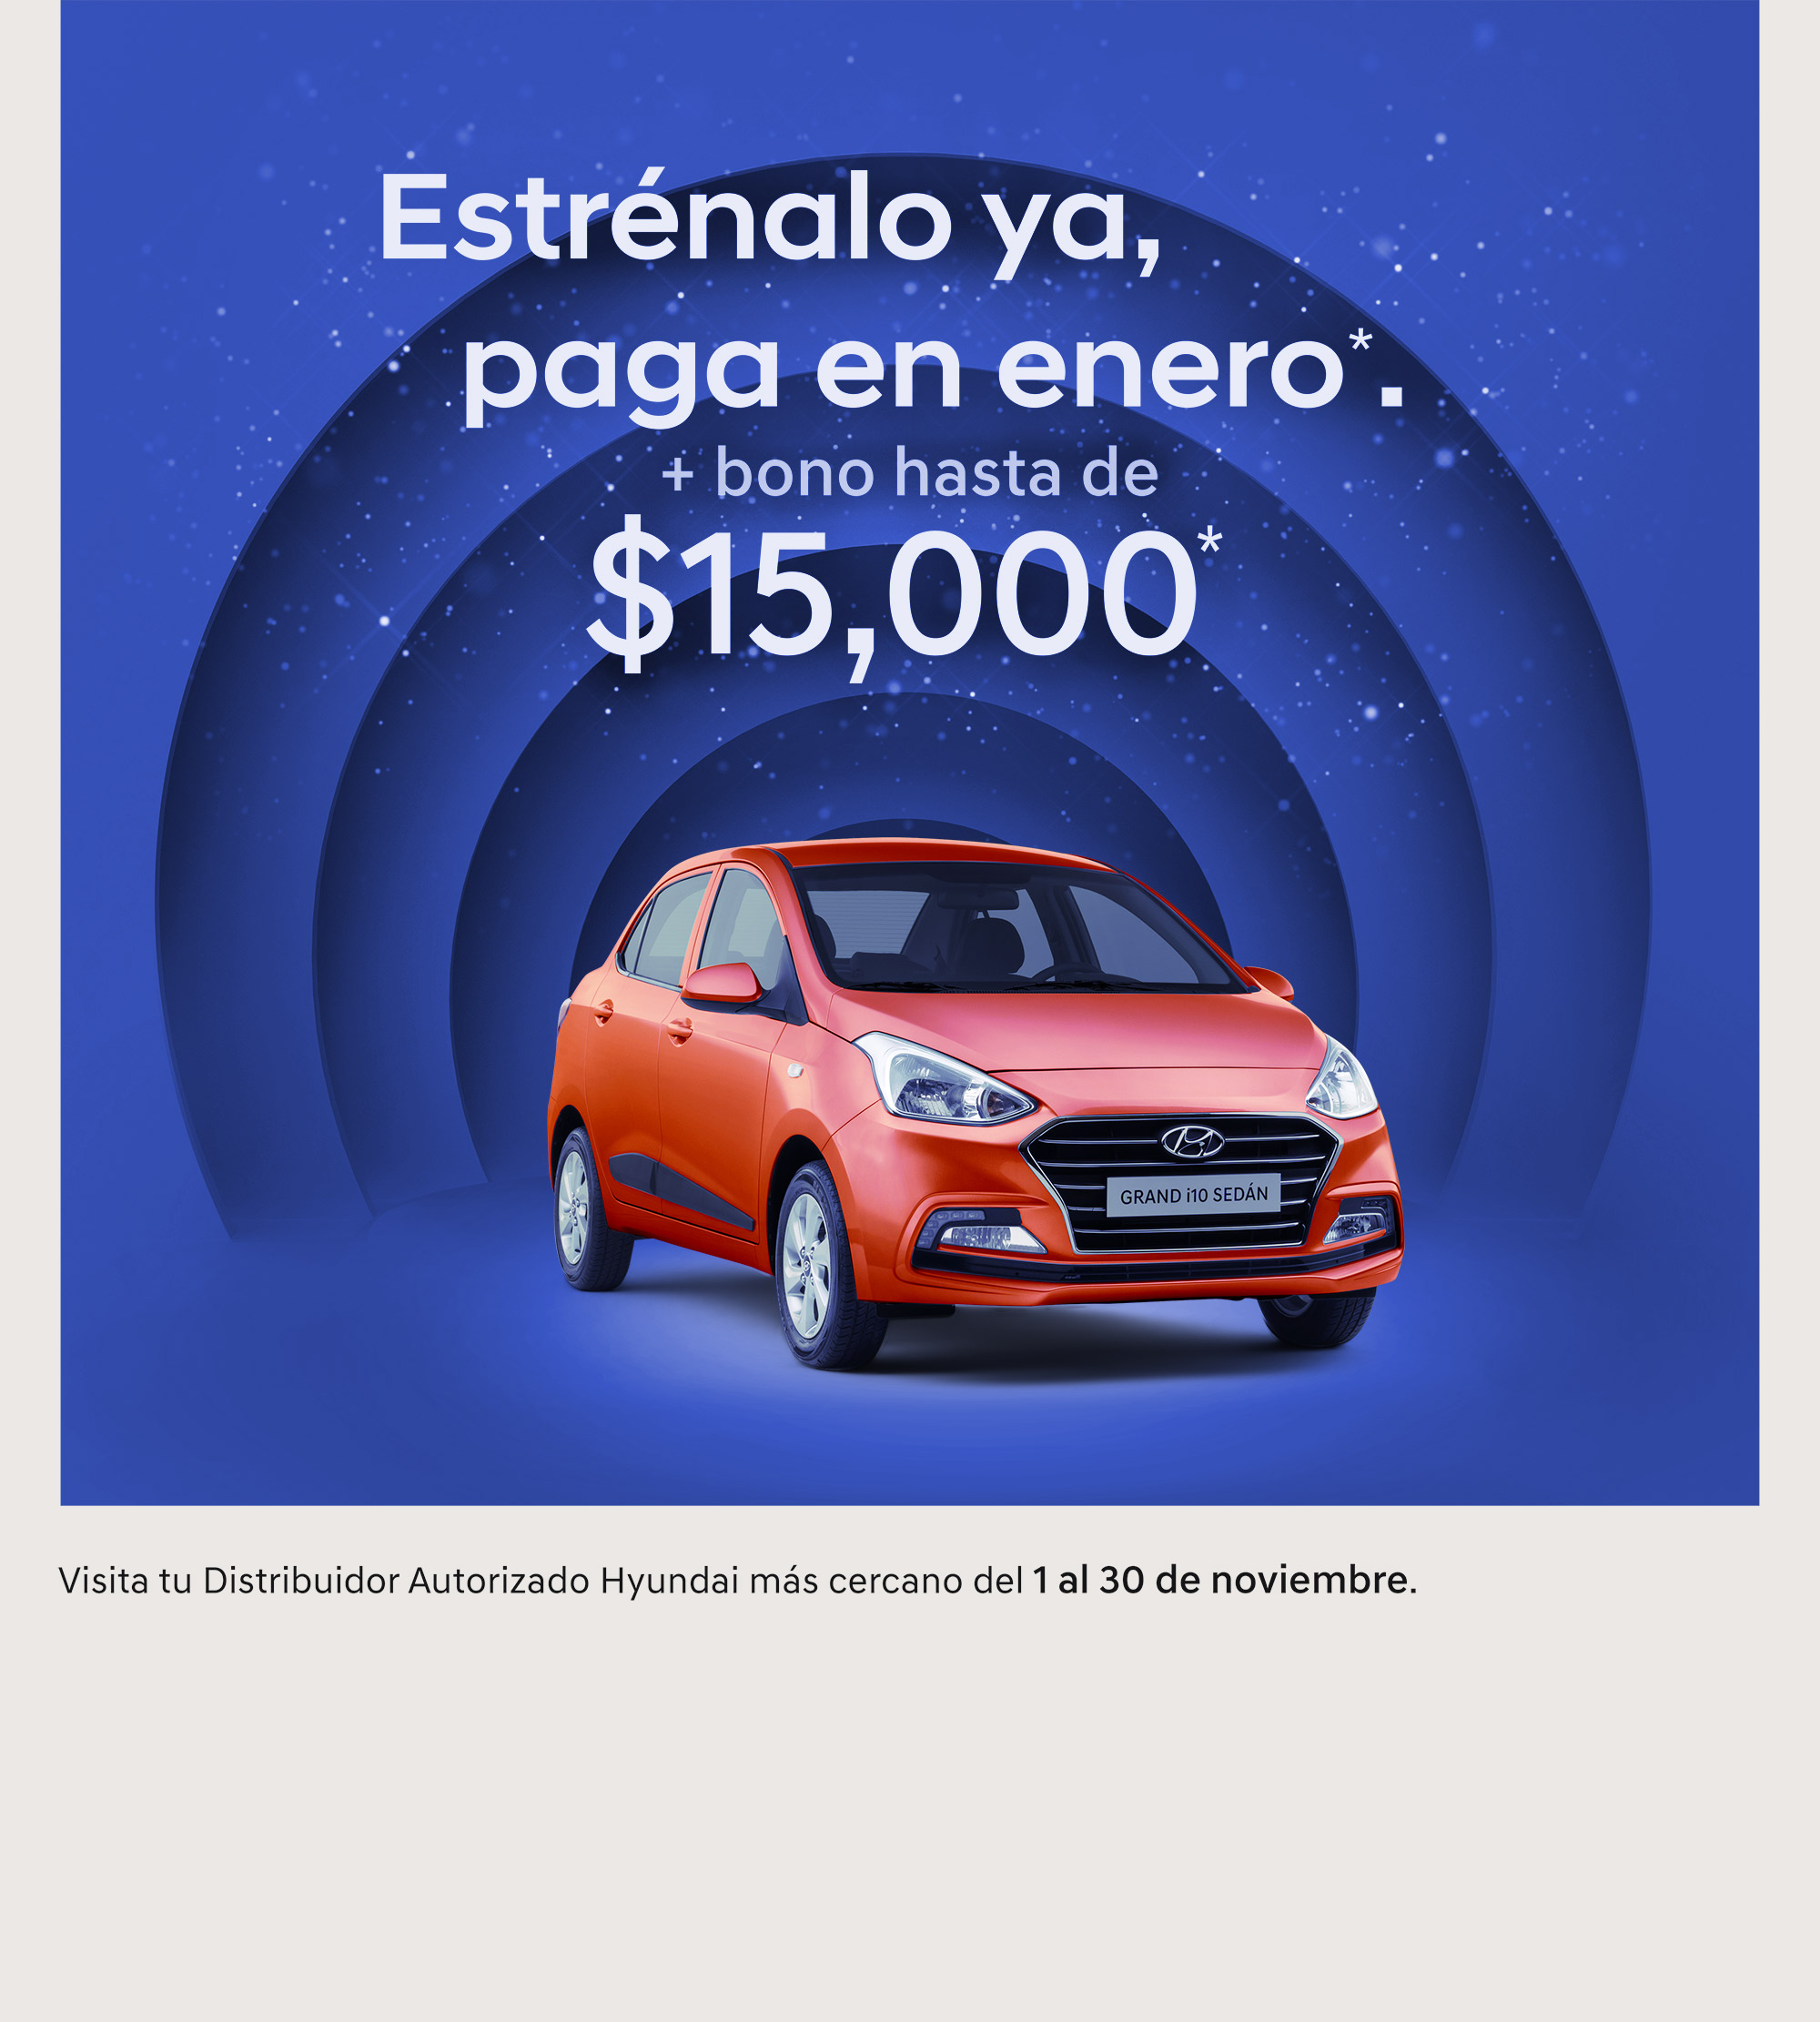 Estrénalo ya,
paga en enero*.
+ bono hasta de
$15,000*
GRAND i10 SEDÁN
Visita tu Distribuidor Autorizado Hyundai más cercano del 1 al 30 de noviembre.